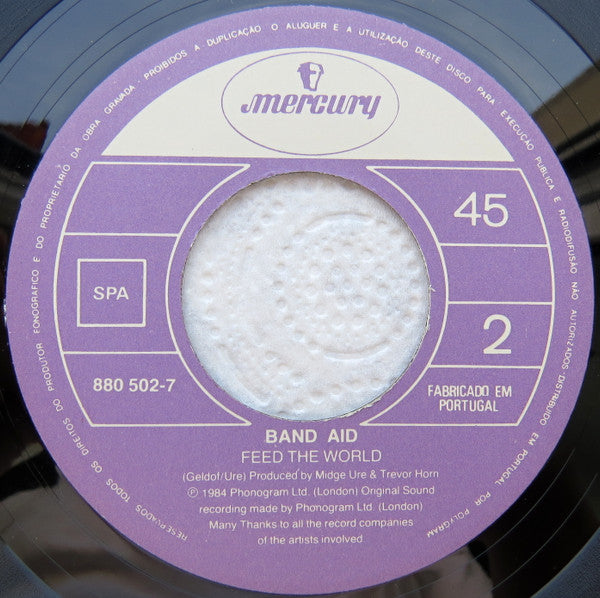 RESERVADOS TODOS OS DIREITOS DO PRODUTOR FONOGRÁFICO E DO PROPRIETÁRIO DA OBRA GRAVADA - PROIBIDOS A DUPLICAÇÃO O ALUGUER E A UTILIZAÇÃO DESTE DISCO PARA EXECUÇÃO PÚBLICA E RADIODIFUSÃO NÃO AUTORIZADOS - DISTRIBUIDO EM PORTUGAL POR POLYGRAM
mercury
45
SPA
2
880 502-7
FABRICADO EM
PORTUGAL
BAND AID
FEED THE WORLD
(Geldof/Ure) Produced by Midge Ure & Trevor Horn
℗ 1984 Phonogram Ltd. (London) Original Sound
recording made by Phonogram Ltd. (London)
Many Thanks to all the record companies
of the artists involved.